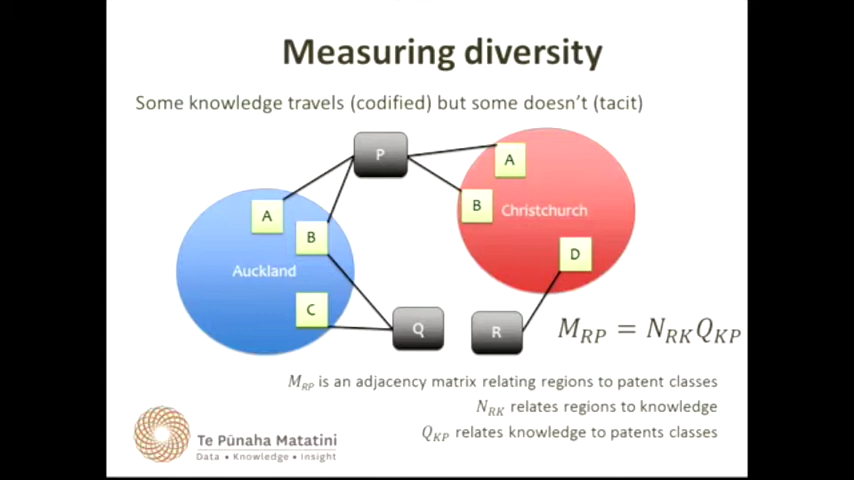 Measuring diversity
Some knowledge travels (codified) but some doesn't (tacit)
P
A
A
B
Christchurch
B
D
Auckland
C
Q
R
M_RP = N_RK Q_KP
M_RP is an adjacency matrix relating regions to patent classes
N_RK relates regions to knowledge
Q_KP relates knowledge to patents classes
Te Pūnaha Matatini
Data • Knowledge • Insight